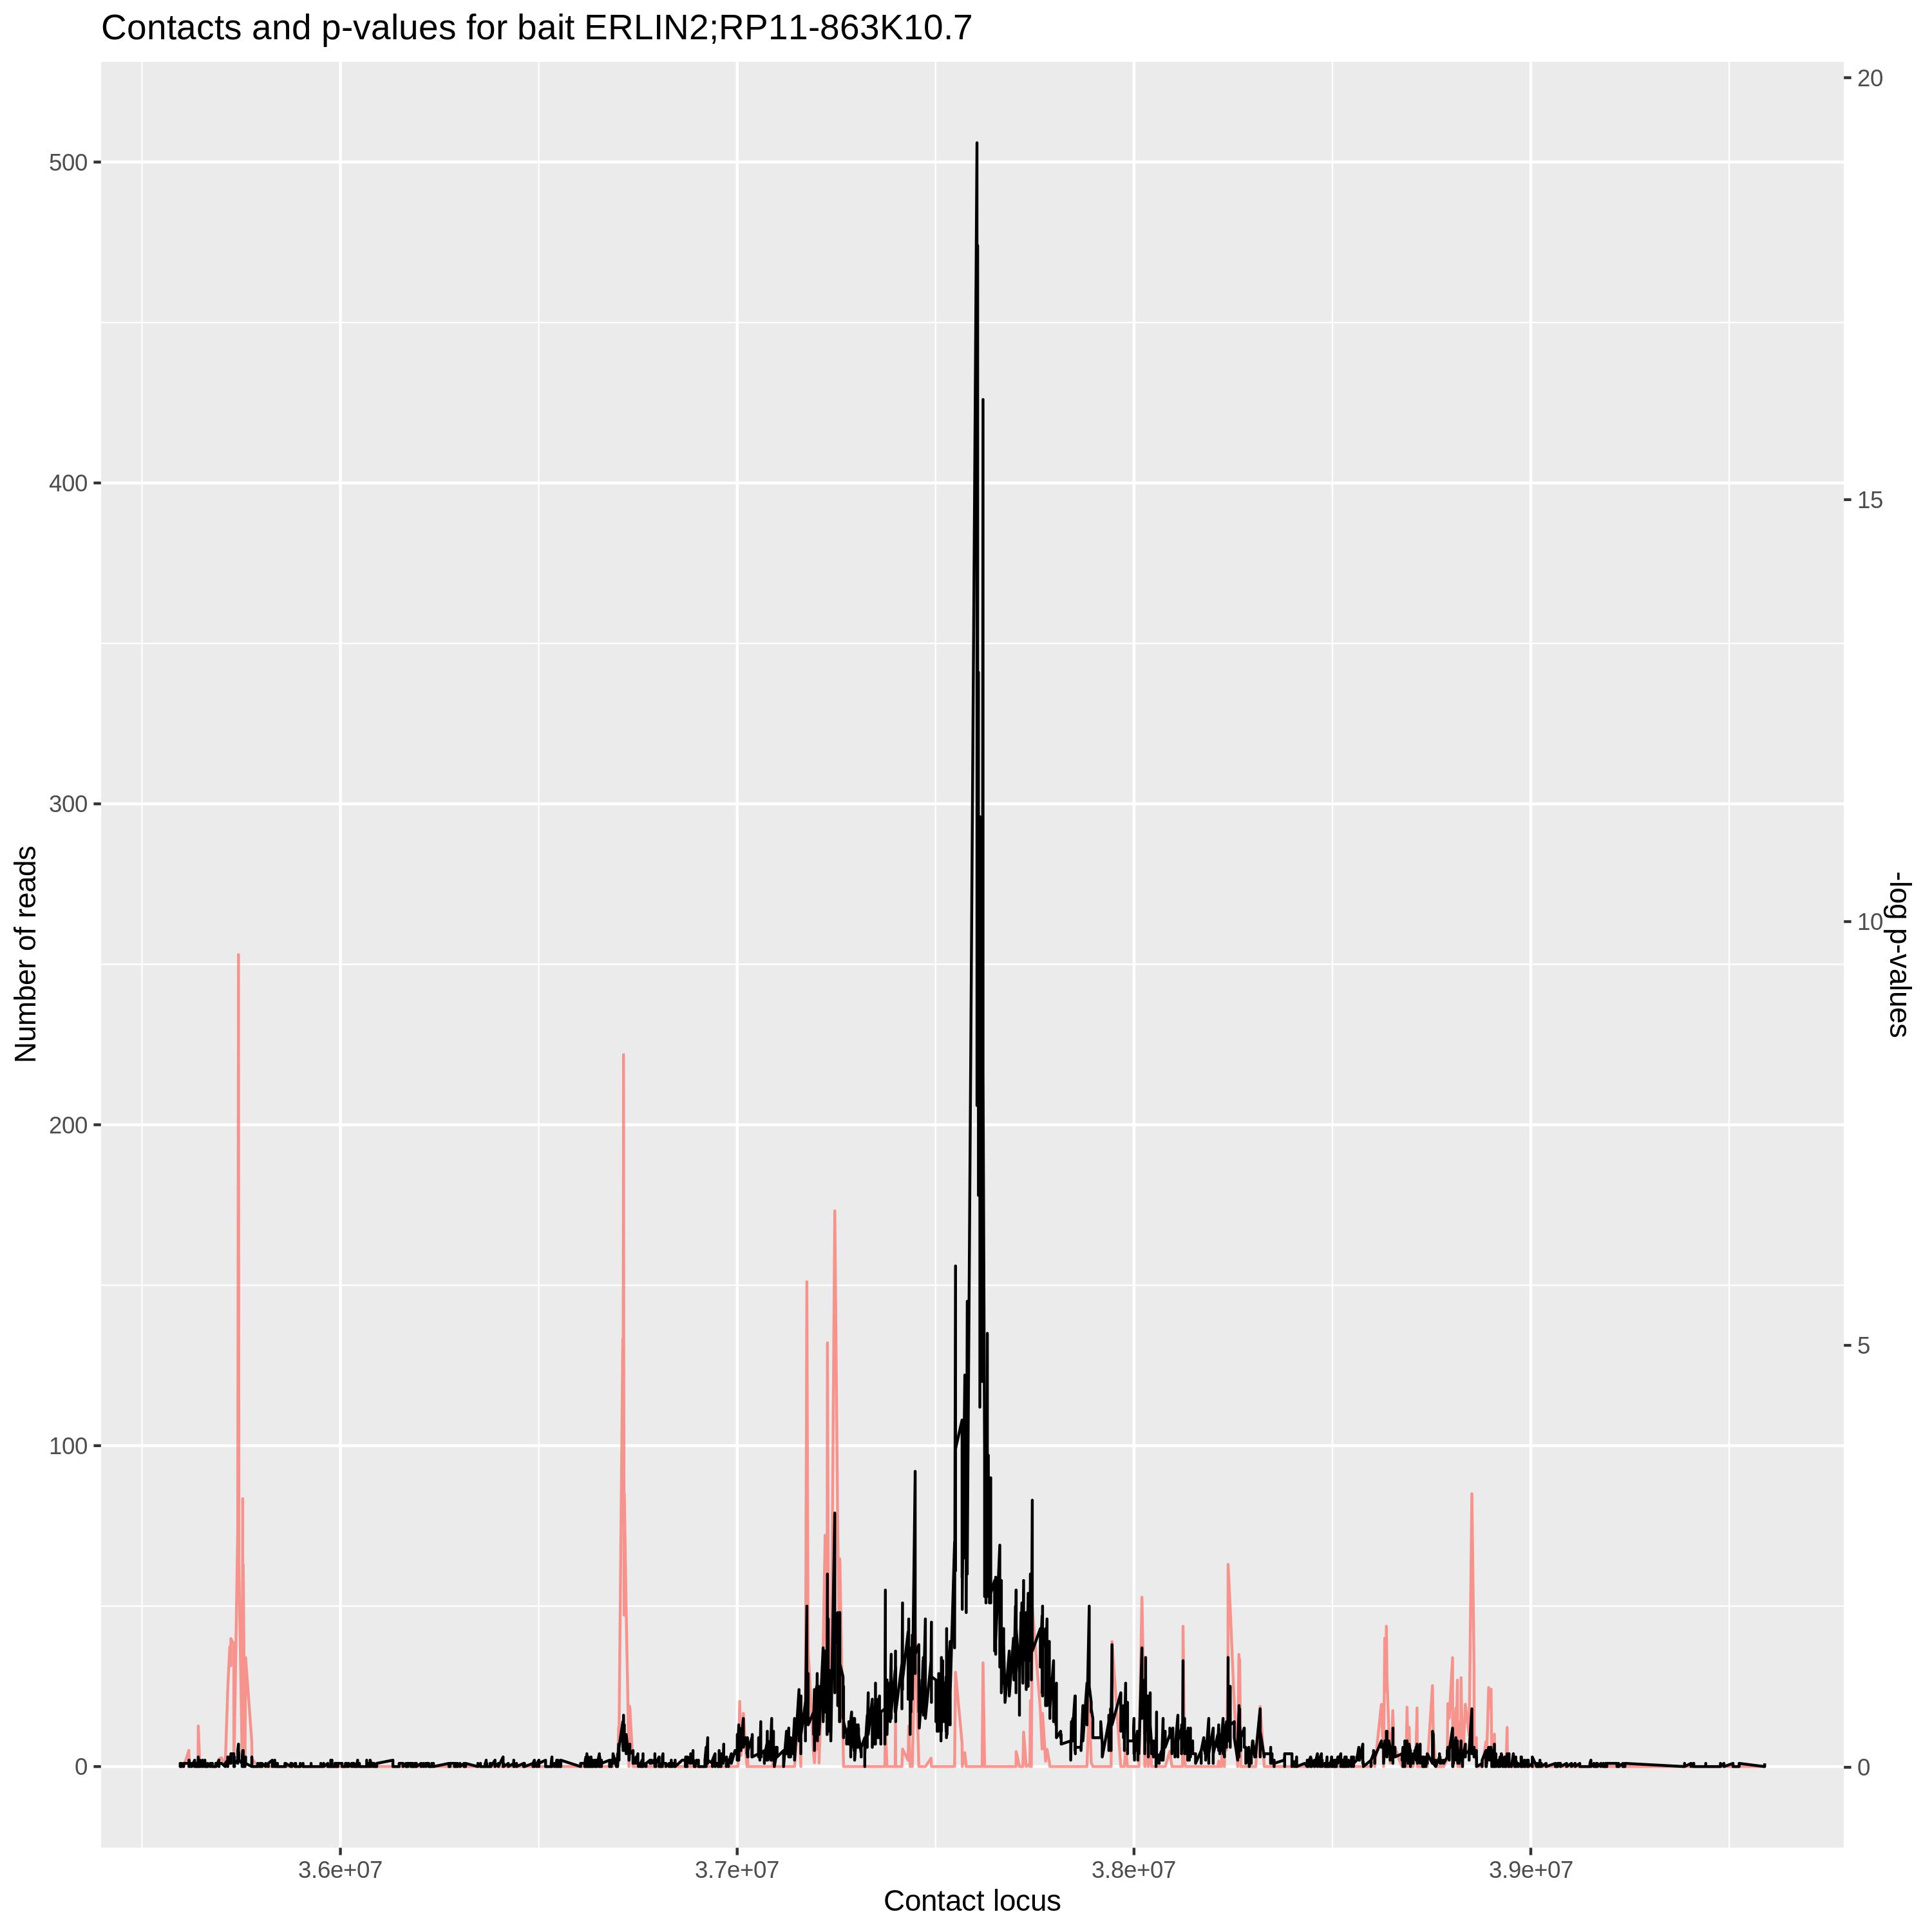 Contacts and p-values for bait ERLIN2;RP11-863K10.7
Number of reads
500
400
300
200
100
0
20
15
10
5
0
-log p-values
3.6e+07
3.7e+07
3.8e+07
3.9e+07
Contact locus